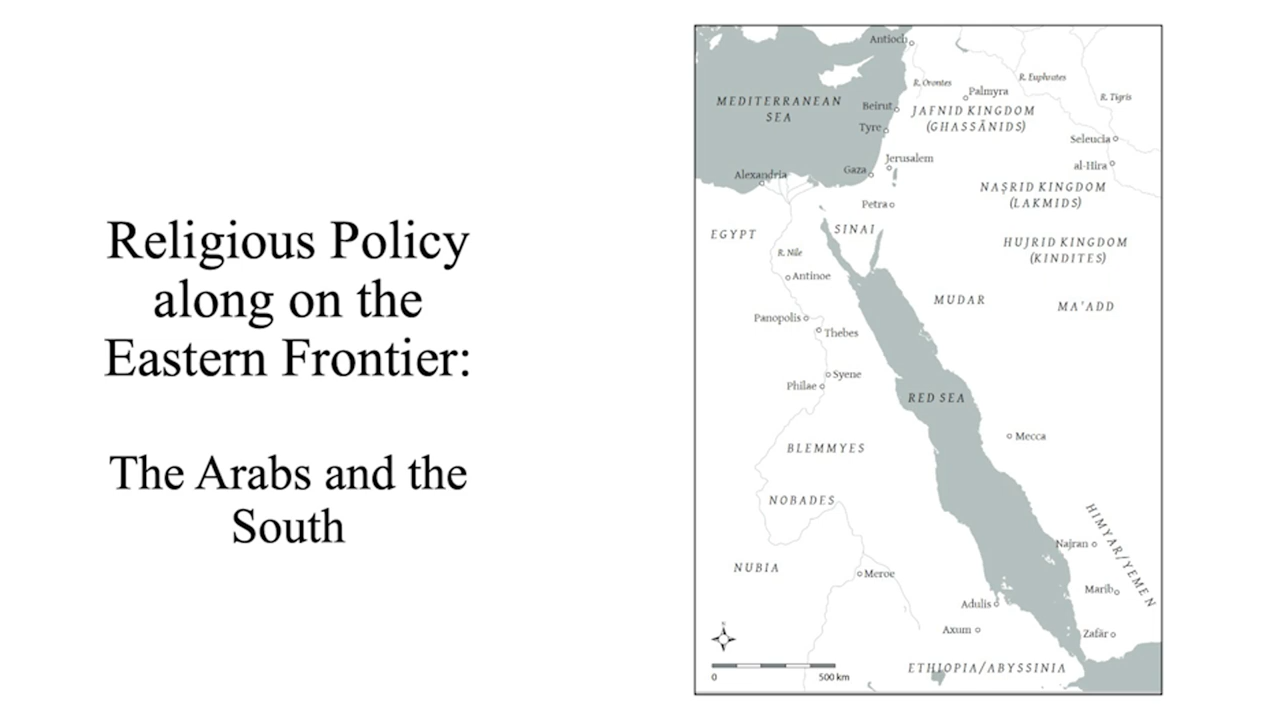 Religious Policy
along on the
Eastern Frontier:
The Arabs and the
South
Antioch
R. Orontes
R. Euphrates
Palmyra
R. Tigris
MEDITERRANEAN
SEA
Beirut
JAFNID KINGDOM
(GHASSĀNIDS)
Tyre
Seleucia
Jerusalem
al-Hira
Gaza
Alexandria
NAṢRID KINGDOM
(LAKMIDS)
Petra
EGYPT
SINAI
HUJRID KINGDOM
(KINDITES)
R. Nile
Antinoe
MUDAR
MA'ADD
Panopolis
Thebes
Syene
Philae
RED SEA
Mecca
BLEMMYES
NOBADES
HIMYAR/YEMEN
Najran
NUBIA
Meroe
Marib
Adulis
Axum
Zafār
N
ETHIOPIA/ABYSSINIA
0 500 km